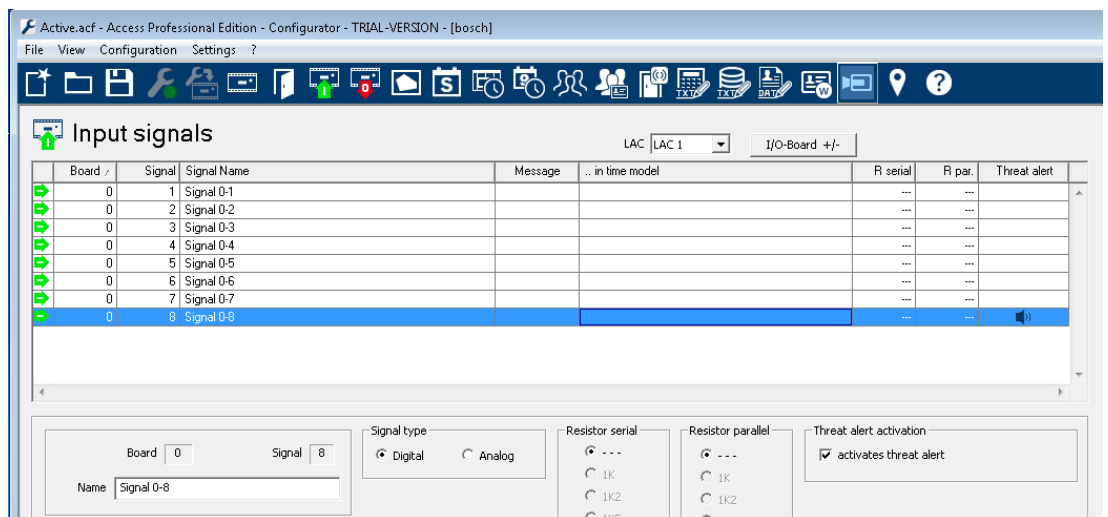 Active.acf - Access Professional Edition - Configurator - TRIAL-VERSION - [bosch]
File View Configuration Settings ?
S 0 TXT TXT DATA W ?
Input signals
LAC LAC 1 I/O-Board +/-
Board / Signal Signal Name Message .. in time model R serial R par. Threat alert
0 1 Signal 0-1 --- ---
0 2 Signal 0-2 --- ---
0 3 Signal 0-3 --- ---
0 4 Signal 0-4 --- ---
0 5 Signal 0-5 --- ---
0 6 Signal 0-6 --- ---
0 7 Signal 0-7 --- ---
0 8 Signal 0-8 --- ---
Signal type Resistor serial Resistor parallel Threat alert activation
Board 0 Signal 8 Digital Analog - - - - - - activates threat alert
1K 1K
Name Signal 0-8 1K2 1K2